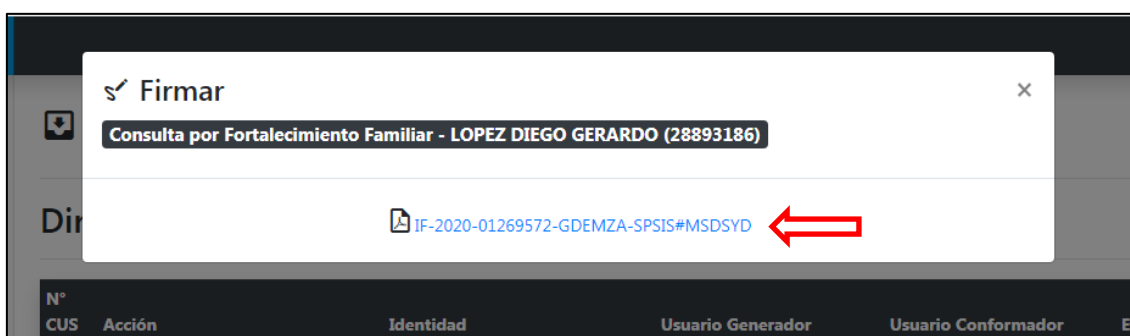 Firmar ×
Consulta por Fortalecimiento Familiar - LOPEZ DIEGO GERARDO (28893186)
Dir
IF-2020-01269572-GDEMZA-SPSIS#MSDSYD
N°
CUS Acción Identidad Usuario Generador Usuario Conformador E